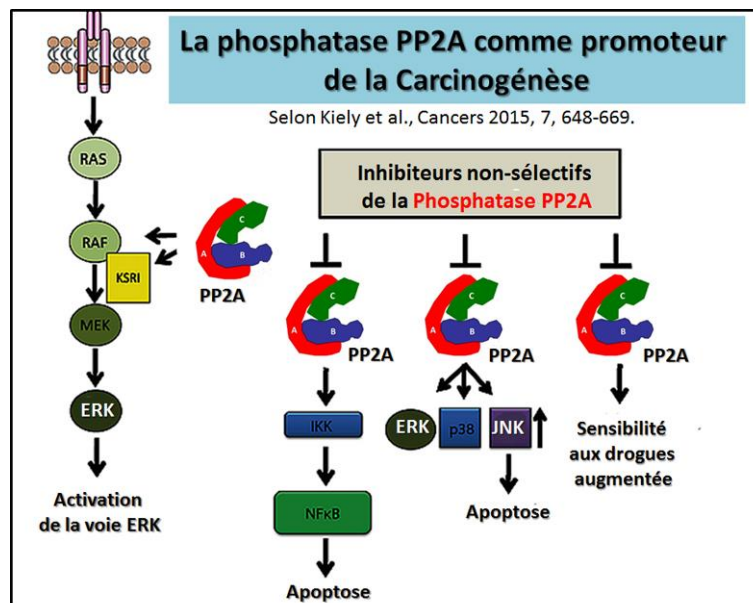 La phosphatase PP2A comme promoteur
de la Carcinogénèse
Selon Kiely et al., Cancers 2015, 7, 648-669.
Inhibiteurs non-sélectifs
de la Phosphatase PP2A
RAS
RAF
KSRI
MEK
ERK
Activation
de la voie ERK
A
B
C
PP2A
A
B
C
PP2A
IKK
NFκB
Apoptose
A
B
C
PP2A
ERK
p38
JNK
Apoptose
A
B
C
PP2A
Sensibilité
aux drogues
augmentée